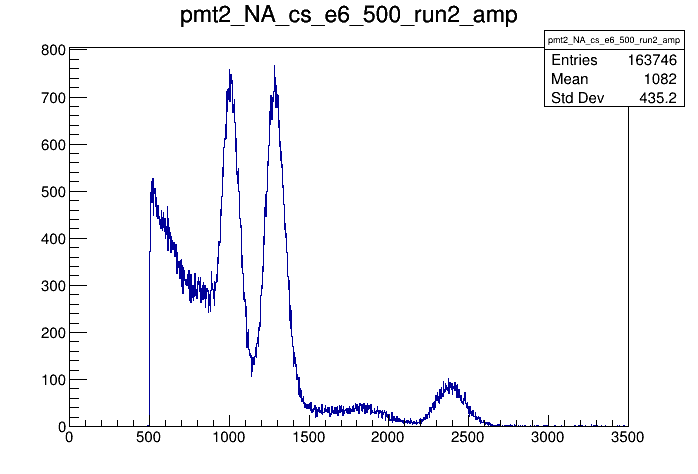 pmt2_NA_cs_e6_500_run2_amp
pmt2_NA_cs_e6_500_run2_amp
Entries 163746
Mean 1082
Std Dev 435.2
800
700
600
500
400
300
200
100
0
0 500 1000 1500 2000 2500 3000 3500